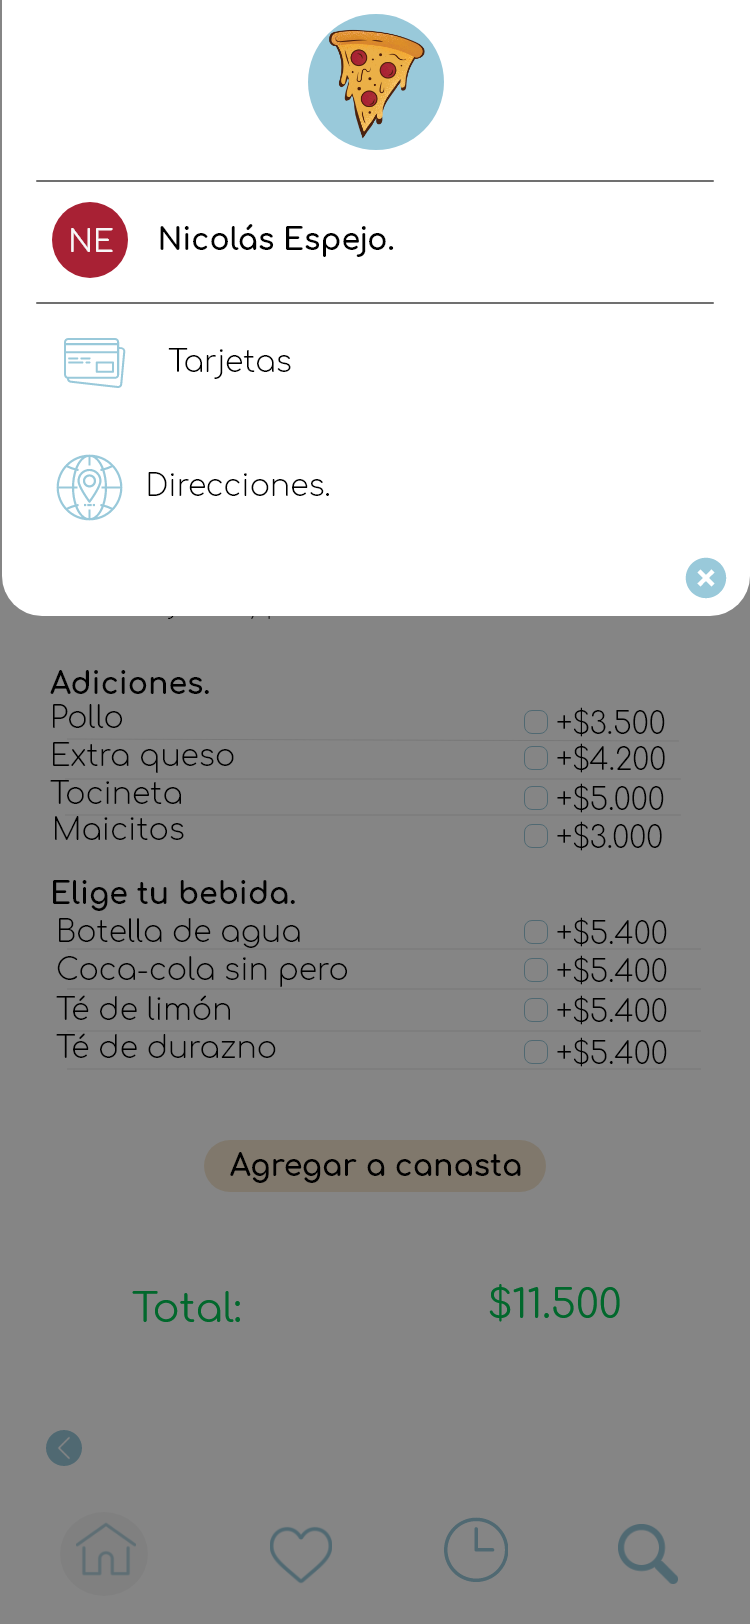 NE
Nicolás Espejo.
Tarjetas
Direcciones.
Adiciones.
Pollo +$3.500
Extra queso +$4.200
Tocineta +$5.000
Maicitos +$3.000
Elige tu bebida.
Botella de agua +$5.400
Coca-cola sin pero +$5.400
Té de limón +$5.400
Té de durazno +$5.400
Agregar a canasta
Total: $11.500